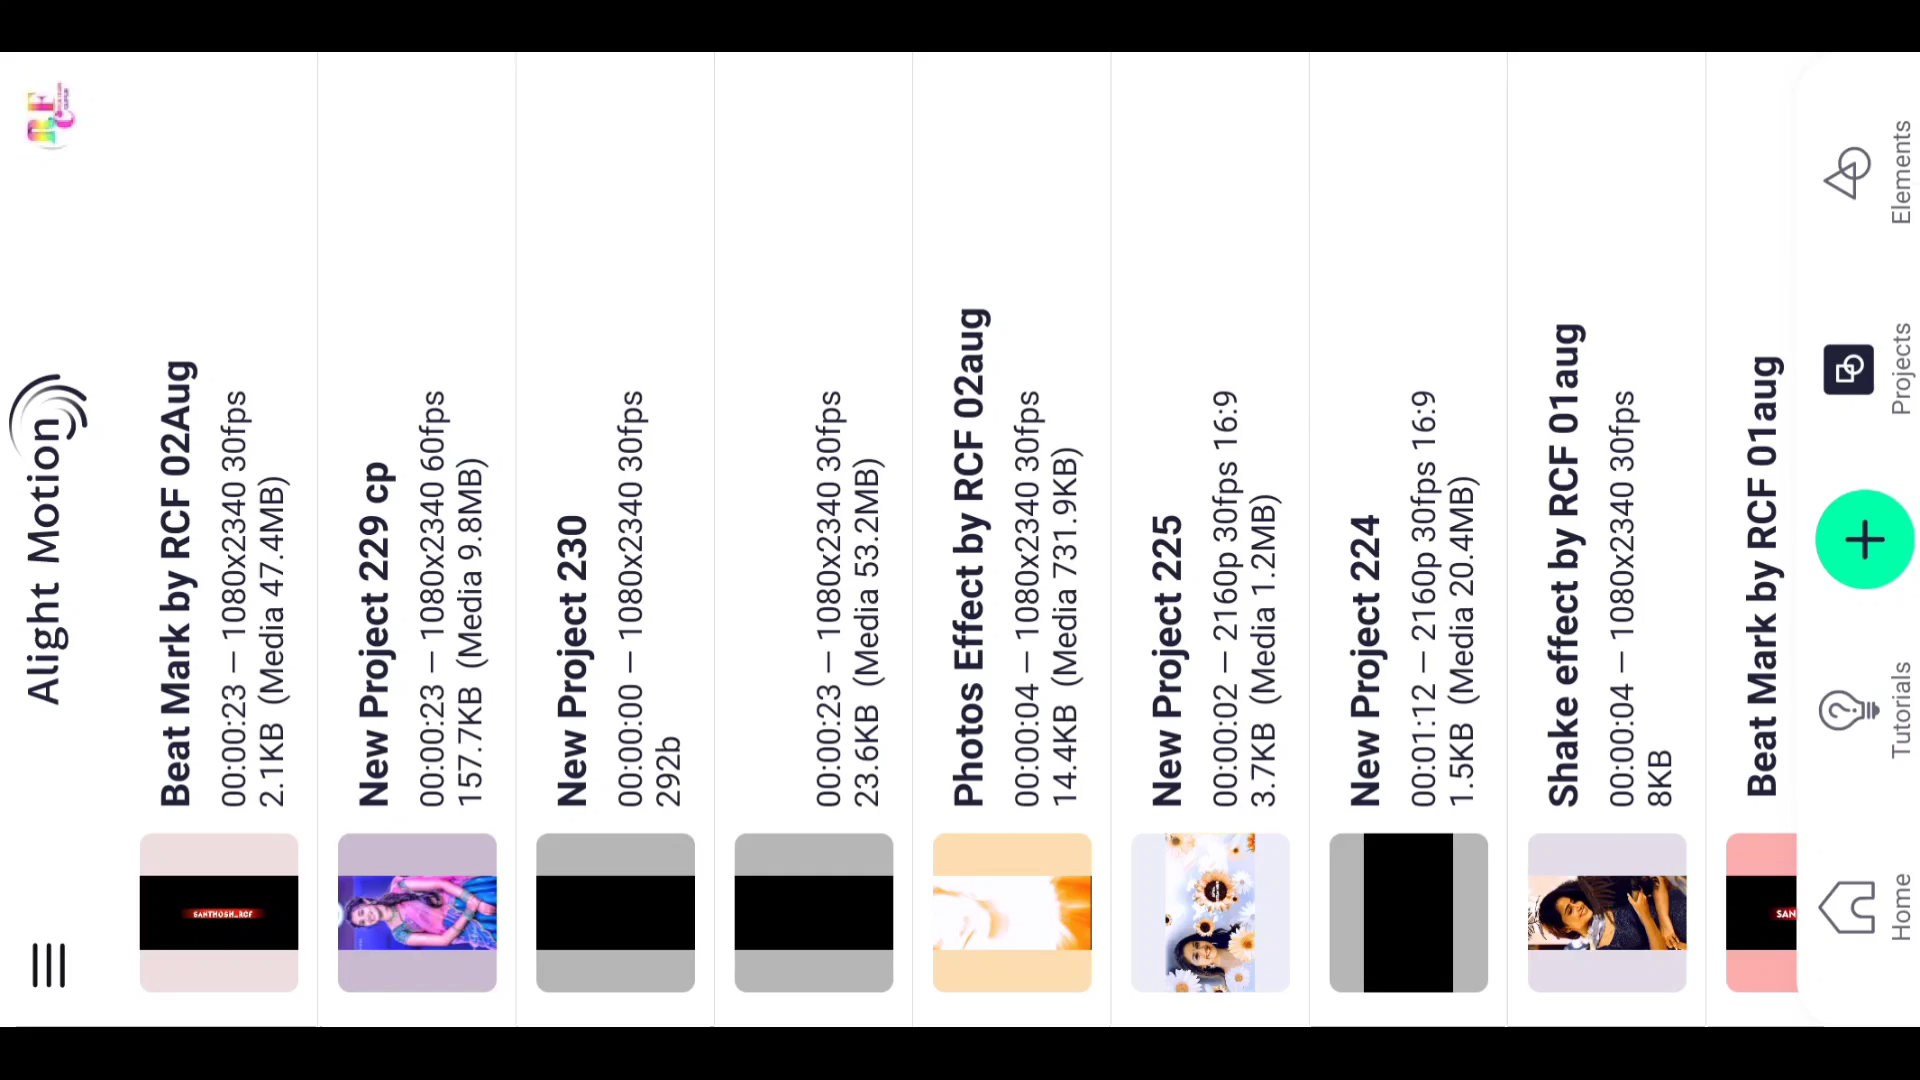 Alight Motion
RF
Beat Mark by RCF 02Aug
00:00:23 — 1080x2340 30fps
2.1KB (Media 47.4MB)
SANTHOSH_RCF
New Project 229 cp
00:00:23 — 1080x2340 60fps
157.7KB (Media 9.8MB)
New Project 230
00:00:00 — 1080x2340 30fps
292b
00:00:23 — 1080x2340 30fps
23.6KB (Media 53.2MB)
Photos Effect by RCF 02aug
00:00:04 — 1080x2340 30fps
14.4KB (Media 731.9KB)
New Project 225
00:00:02 — 2160p 30fps 16:9
3.7KB (Media 1.2MB)
New Project 224
00:01:12 — 2160p 30fps 16:9
1.5KB (Media 20.4MB)
Shake effect by RCF 01aug
00:00:04 — 1080x2340 30fps
8KB
Beat Mark by RCF 01aug
SAN
Home
Tutorials
+
Projects
Elements